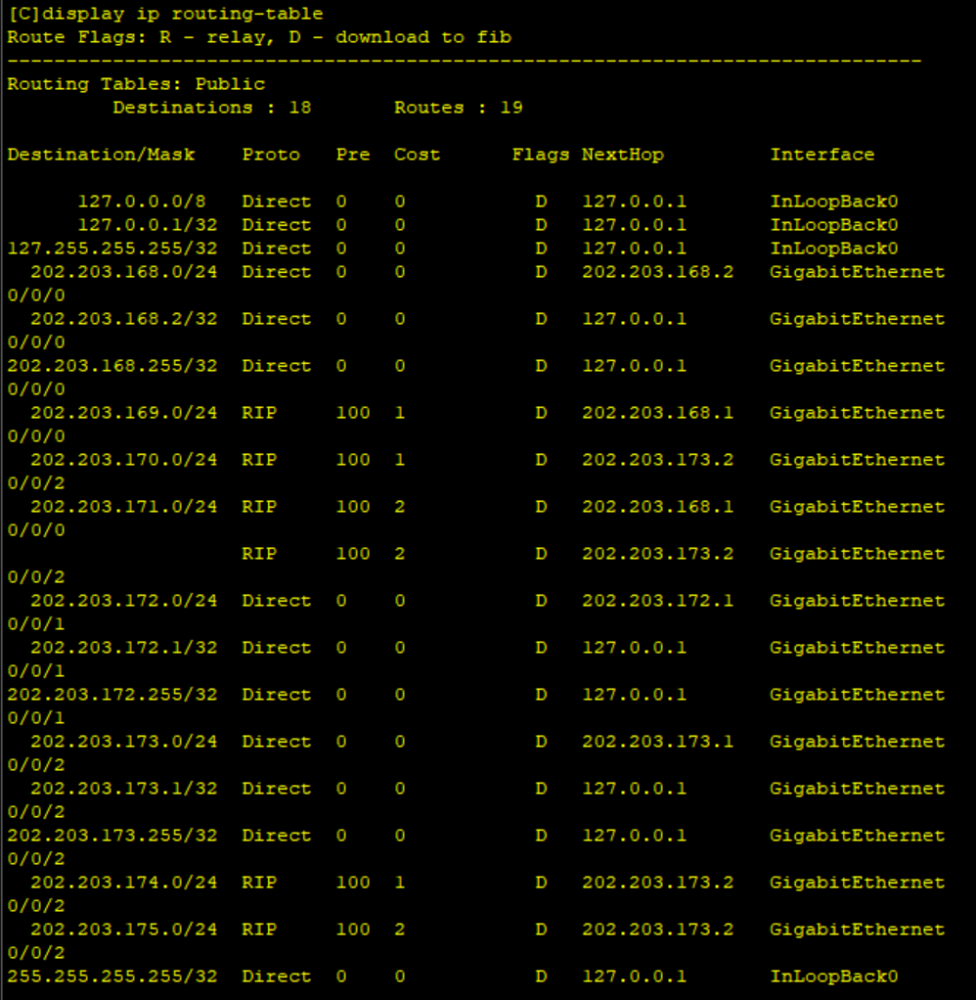 [C]display ip routing-table
Route Flags: R - relay, D - download to fib
------------------------------------------------------------------------------
Routing Tables: Public
         Destinations : 18       Routes : 19

Destination/Mask    Proto   Pre  Cost      Flags NextHop         Interface

      127.0.0.0/8   Direct  0    0           D   127.0.0.1       InLoopBack0
      127.0.0.1/32  Direct  0    0           D   127.0.0.1       InLoopBack0
127.255.255.255/32  Direct  0    0           D   127.0.0.1       InLoopBack0
  202.203.168.0/24  Direct  0    0           D   202.203.168.2   GigabitEthernet
0/0/0
  202.203.168.2/32  Direct  0    0           D   127.0.0.1       GigabitEthernet
0/0/0
202.203.168.255/32  Direct  0    0           D   127.0.0.1       GigabitEthernet
0/0/0
  202.203.169.0/24  RIP     100  1           D   202.203.168.1   GigabitEthernet
0/0/0
  202.203.170.0/24  RIP     100  1           D   202.203.173.2   GigabitEthernet
0/0/2
  202.203.171.0/24  RIP     100  2           D   202.203.168.1   GigabitEthernet
0/0/0
                    RIP     100  2           D   202.203.173.2   GigabitEthernet
0/0/2
  202.203.172.0/24  Direct  0    0           D   202.203.172.1   GigabitEthernet
0/0/1
  202.203.172.1/32  Direct  0    0           D   127.0.0.1       GigabitEthernet
0/0/1
202.203.172.255/32  Direct  0    0           D   127.0.0.1       GigabitEthernet
0/0/1
  202.203.173.0/24  Direct  0    0           D   202.203.173.1   GigabitEthernet
0/0/2
  202.203.173.1/32  Direct  0    0           D   127.0.0.1       GigabitEthernet
0/0/2
202.203.173.255/32  Direct  0    0           D   127.0.0.1       GigabitEthernet
0/0/2
  202.203.174.0/24  RIP     100  1           D   202.203.173.2   GigabitEthernet
0/0/2
  202.203.175.0/24  RIP     100  2           D   202.203.173.2   GigabitEthernet
0/0/2
255.255.255.255/32  Direct  0    0           D   127.0.0.1       InLoopBack0